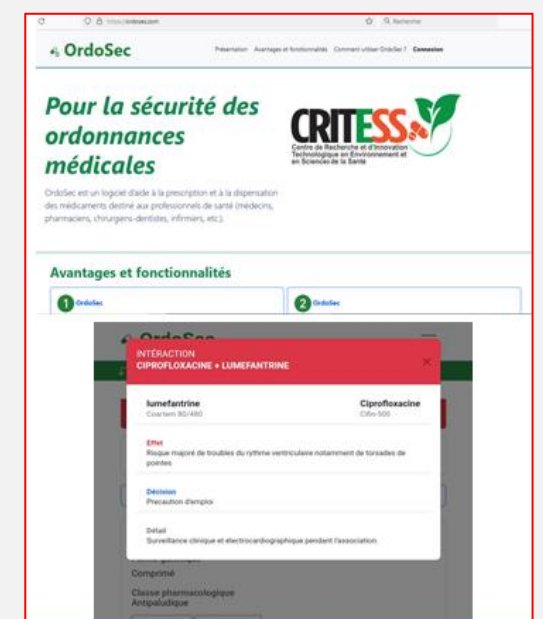 https://ordosec.com
Rechercher
OrdoSec
Présentation Avantages et fonctionnalités Comment utiliser OrdoSec ? Connexion
Pour la sécurité des
ordonnances
médicales
OrdoSec est un logiciel d'aide à la prescription et à la dispensation
des médicaments destiné aux professionnels de santé (médecins,
pharmaciens, chirurgiens-dentistes, infirmiers, etc.).
CRITESS
Centre de Recherche et d'Innovation
Technologique en Environnement et
en Sciences de la Santé
Avantages et fonctionnalités
1 OrdoSec
2 OrdoSec
OrdoSec
INTÉRACTION
CIPROFLOXACINE + LUMEFANTRINE
lumefantrine Ciprofloxacine
Coartem 80/480 Cifin-500
Effet
Risque majoré de troubles du rythme ventriculaire notamment de torsades de
pointes
Décision
Precaution d'emploi
Détail
Surveillance clinique et électrocardiographique pendant l'association.
Comprimé
Classe pharmacologique
Antipaludique